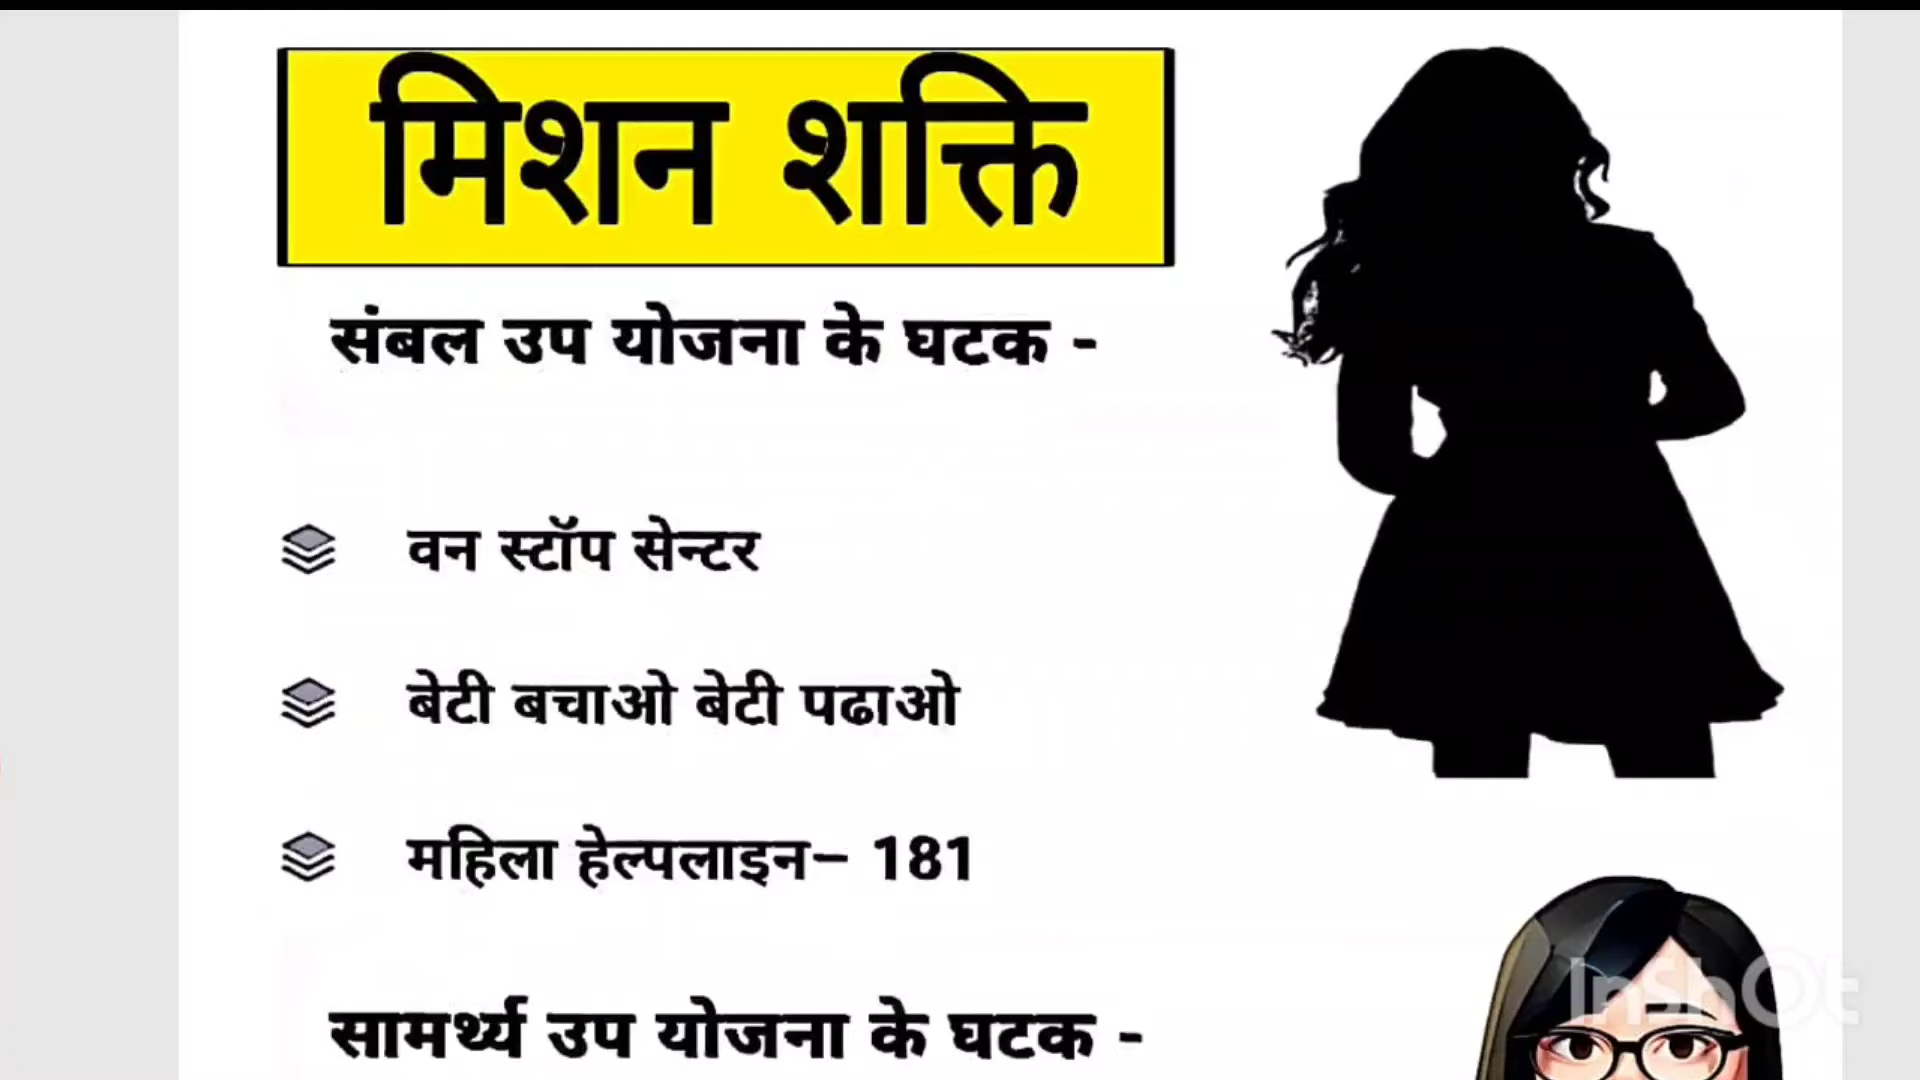 मिशन शक्ति
संबल उप योजना के घटक -
वन स्टॉप सेन्टर
बेटी बचाओ बेटी पढाओ
महिला हेल्पलाइन– 181
सामर्थ्य उप योजना के घटक -
InShOt